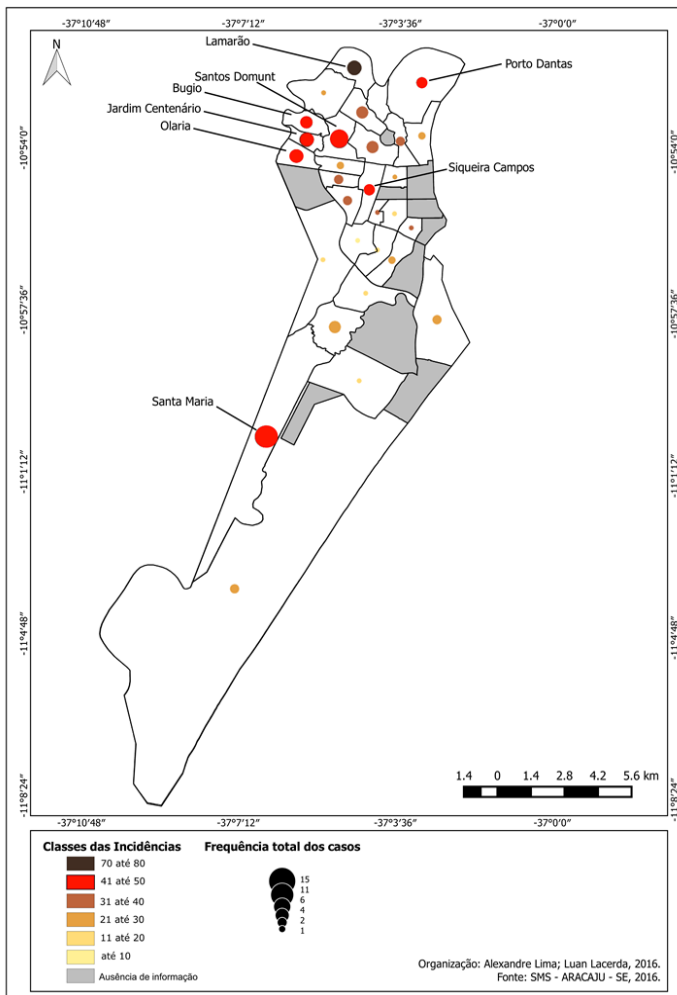 -37°10'48"
-37°7'12"
-37°3'36"
-37°0'0"
N
Lamarão
Santos Domunt
Bugio
Jardim Centenário
Olaria
Porto Dantas
Siqueira Campos
Santa Maria
-10°54'0"
-10°54'0"
-10°57'36"
-10°57'36"
-11°1'12"
-11°1'12"
-11°4'48"
-11°4'48"
-11°8'24"
-11°8'24"
1.4 0 1.4 2.8 4.2 5.6 km
-37°10'48"
-37°7'12"
-37°3'36"
-37°0'0"
Classes das Incidências
70 até 80
41 até 50
31 até 40
21 até 30
11 até 20
até 10
Ausência de informação
Frequência total dos casos
15
11
6
4
2
1
Organização: Alexandre Lima; Luan Lacerda, 2016.
Fonte: SMS - ARACAJU - SE, 2016.